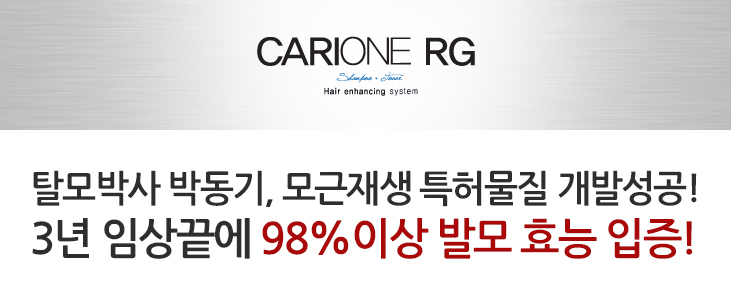 CARIONE RG
Shampoo + Toner
Hair enhancing system
탈모박사 박동기, 모근재생 특허물질 개발성공!
3년 임상끝에 98%이상 발모 효능 입증!